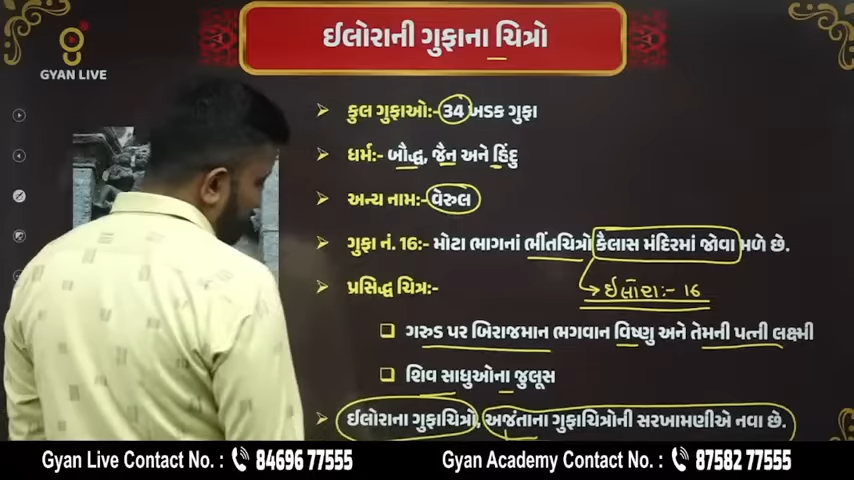 ઈલોરાની ગુફાના ચિત્રો
GYAN LIVE
➢ કુલ ગુફાઓ:- 34 ખડક ગુફા
➢ ધર્મ:- બૌદ્ધ, જૈન અને હિંદુ
➢ અન્ય નામ:- વેરુલ
➢ ગુફા નં. 16:- મોટા ભાગનાં ભીંતચિત્રો કૈલાસ મંદિરમાં જોવા મળે છે.
➢ પ્રસિદ્ધ ચિત્ર:-
ઈલોરા:- 16
❑ ગરુડ પર બિરાજમાન ભગવાન વિષ્ણુ અને તેમની પત્ની લક્ષ્મી
❑ શિવ સાધુઓના જુલૂસ
➢ ઈલોરાના ગુફાચિત્રો, અજંતાના ગુફાચિત્રોની સરખામણીએ નવા છે.
Gyan Live Contact No. : 84696 77555 Gyan Academy Contact No. : 87582 77555